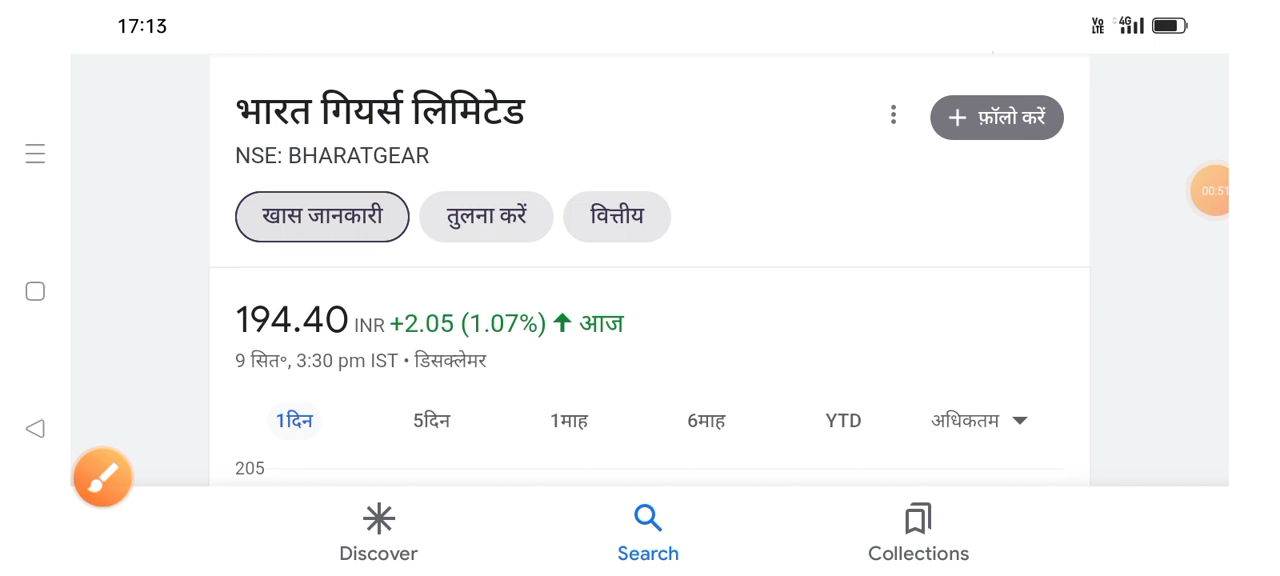 17:13
Vo LTE 4G
भारत गियर्स लिमिटेड
+ फ़ॉलो करें
NSE: BHARATGEAR
00:51
खास जानकारी तुलना करें वित्तीय
194.40 INR +2.05 (1.07%) ↑ आज
9 सित॰, 3:30 pm IST • डिसक्लेमर
1दिन 5दिन 1माह 6माह YTD अधिकतम
205
Discover Search Collections